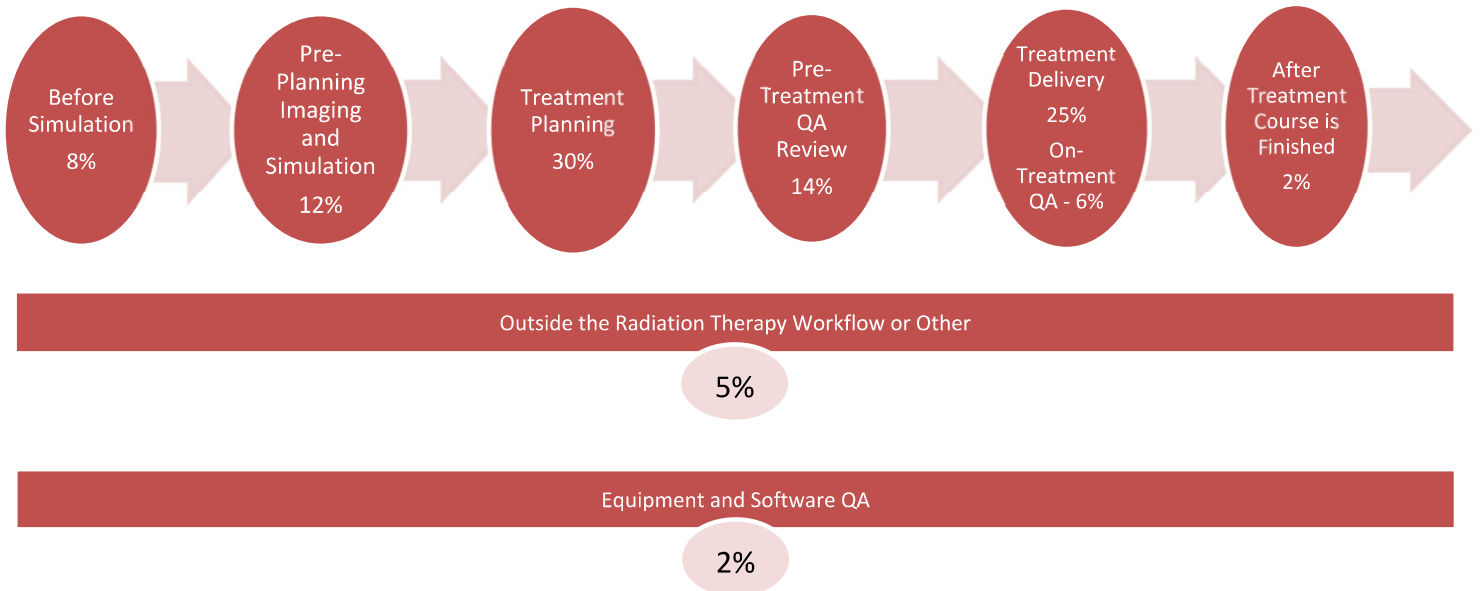 Before
Simulation
8%
Pre-
Planning
Imaging
and
Simulation
12%
Treatment
Planning
30%
Pre-
Treatment
QA
Review
14%
Treatment
Delivery
25%
On-
Treatment
QA - 6%
After
Treatment
Course is
Finished
2%
Outside the Radiation Therapy Workflow or Other
5%
Equipment and Software QA
2%